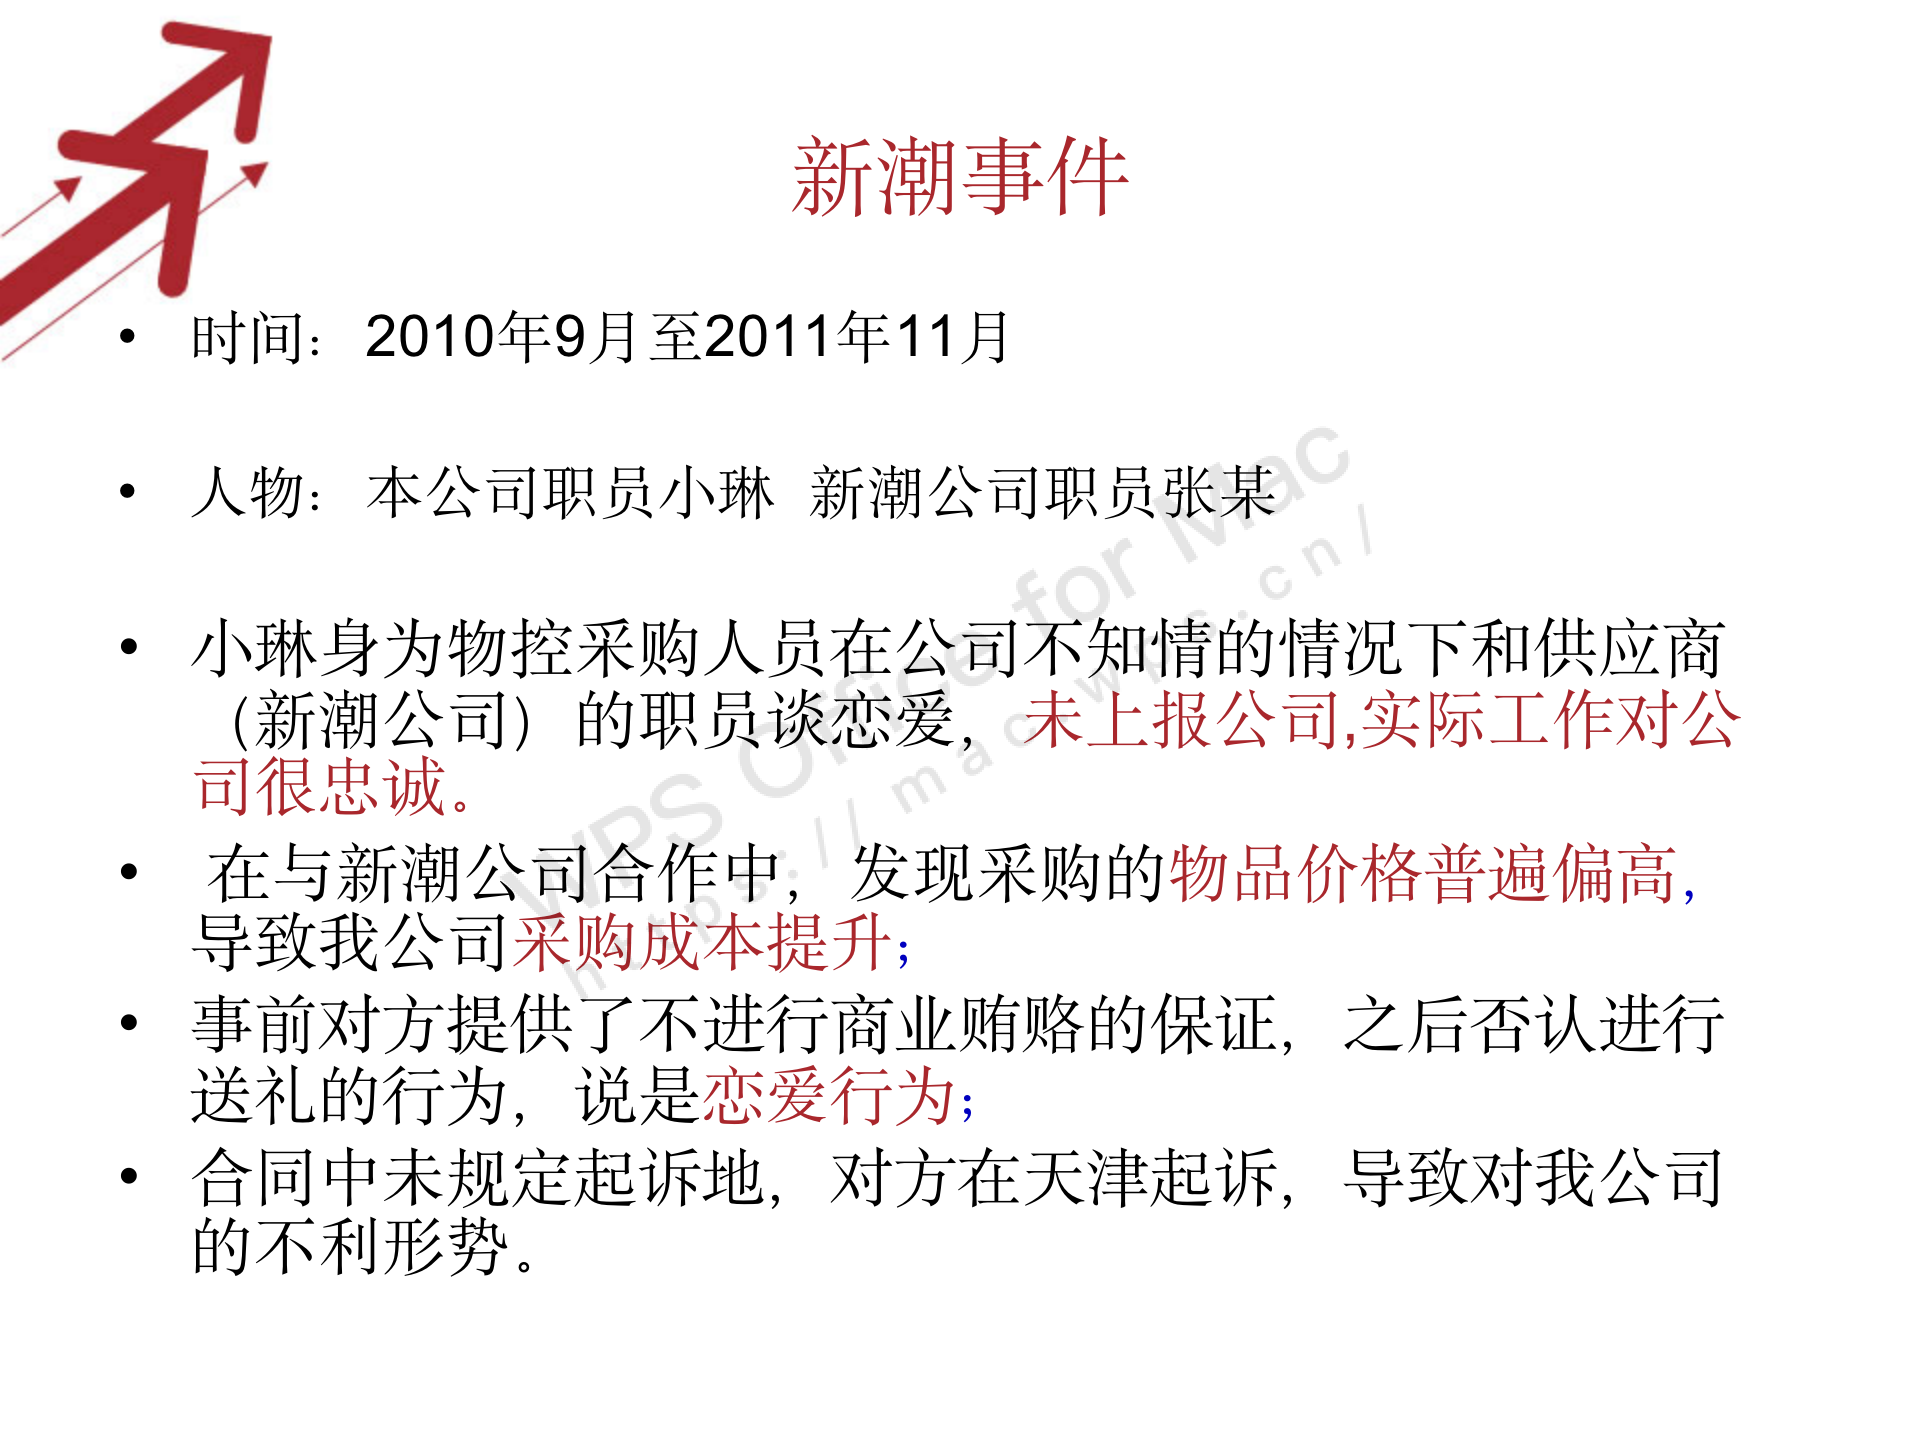 新潮事件
• 时间： 2010年9月至2011年11月
• 人物： 本公司职员小琳 新潮公司职员张某
• 小琳身为物控采购人员在公司不知情的情况下和供应商
（新潮公司）的职员谈恋爱，未上报公司,实际工作对公
司很忠诚。
• 在与新潮公司合作中，发现采购的物品价格普遍偏高，
导致我公司采购成本提升；
• 事前对方提供了不进行商业贿赂的保证，之后否认进行
送礼的行为，说是恋爱行为；
• 合同中未规定起诉地，对方在天津起诉，导致对我公司
的不利形势。
WPS Office for Mac
https://mac.wps.cn/